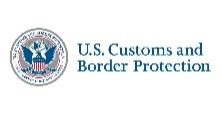 U.S. Customs and
Border Protection